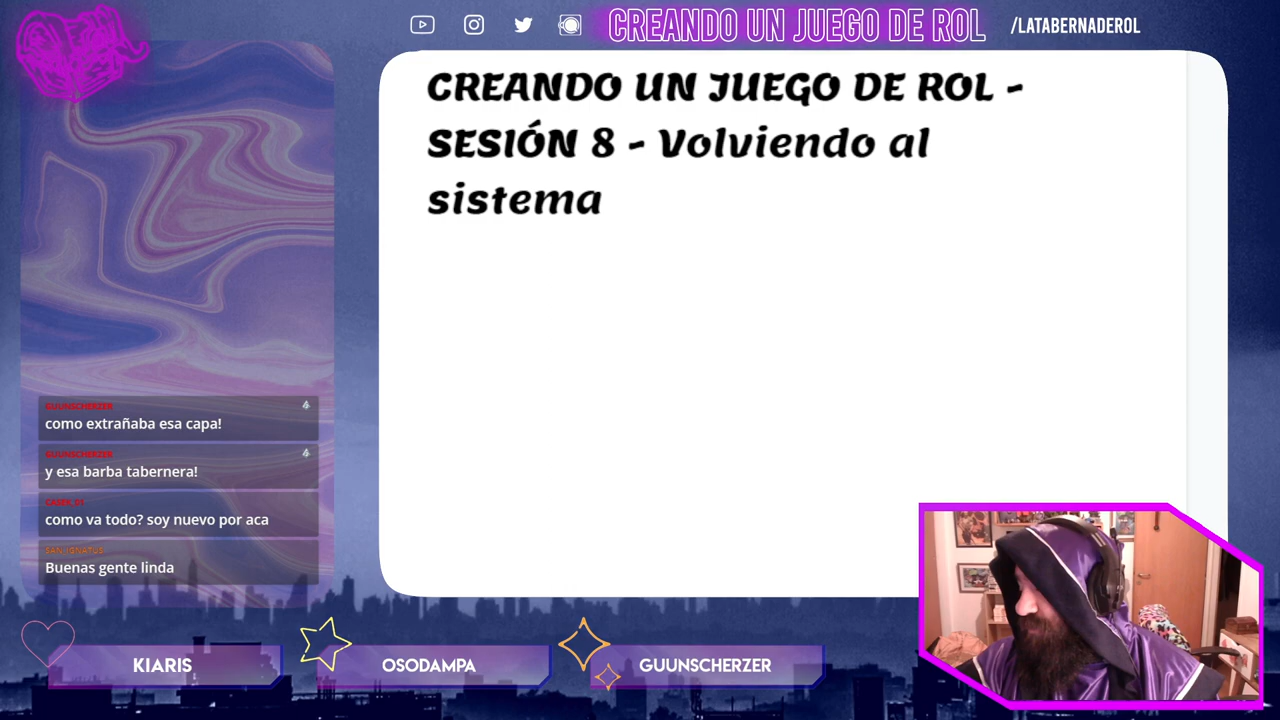 CREANDO UN JUEGO DE ROL
/LATABERNADEROL
CREANDO UN JUEGO DE ROL -
SESIÓN 8 - Volviendo al
sistema
GUUNSCHERZER
como extrañaba esa capa!
GUUNSCHERZER
y esa barba tabernera!
como va todo? soy nuevo por aca
SAN_IGNATUS
Buenas gente linda
KIARIS
OSODAMPA
GUUNSCHERZER